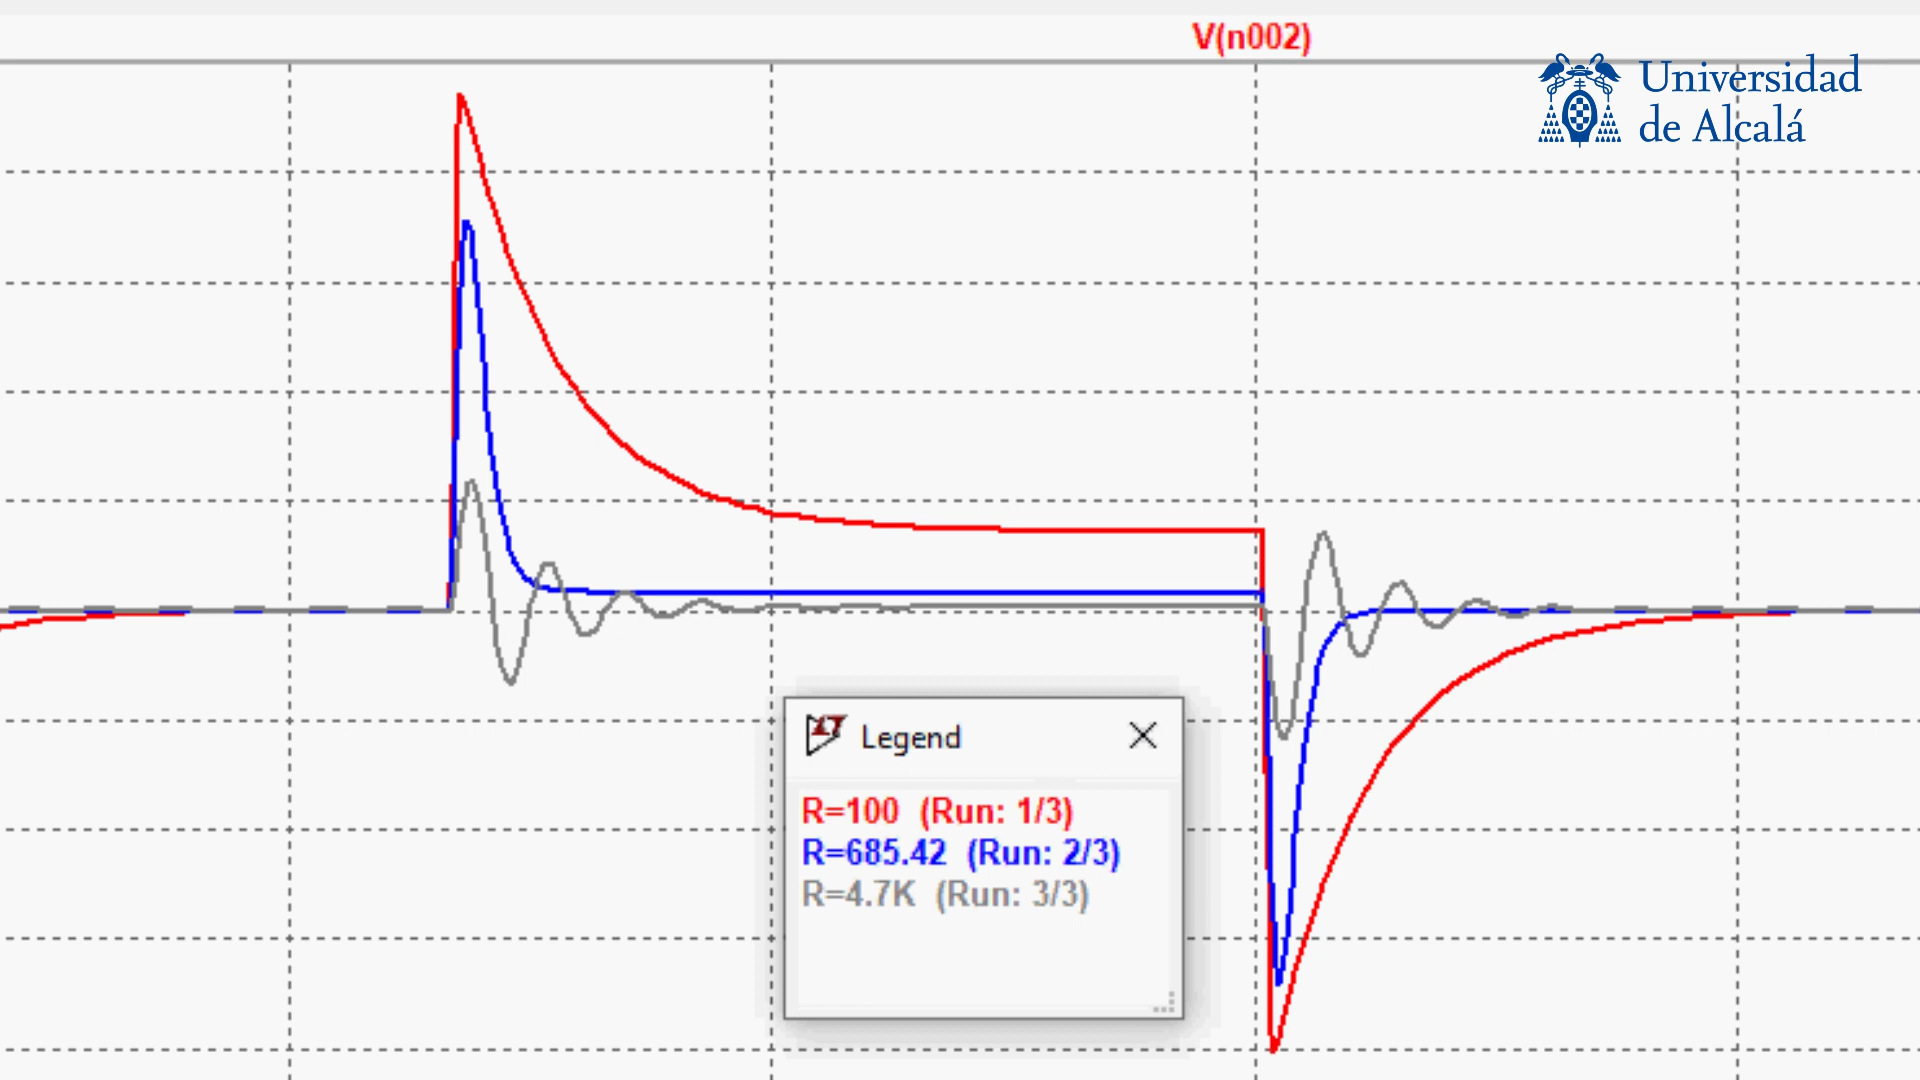 V(n002)
Universidad
de Alcalá
Legend
R=100 (Run: 1/3)
R=685.42 (Run: 2/3)
R=4.7K (Run: 3/3)